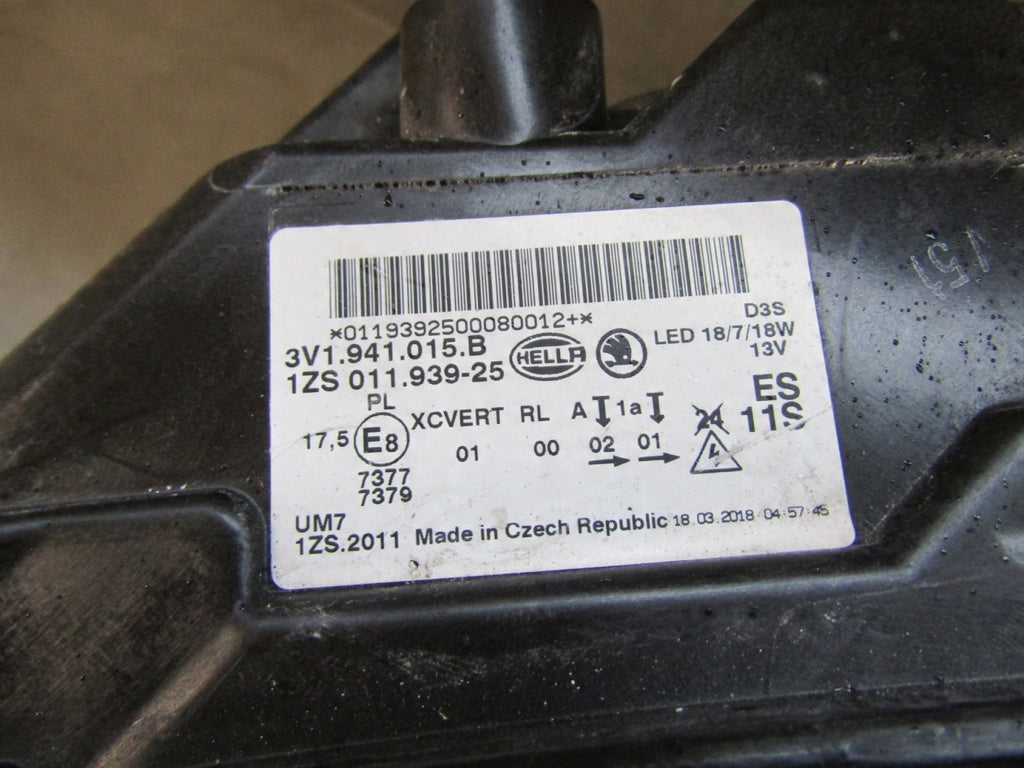 *0119392500080012+*
D3S
3V1.941.015.B
HELLA
LED 18/7/18W
1ZS 011.939-25
13V
PL
XCVERT RL A 1a
24
ES
17,5 E8
01 00 02 01
11S
7377
7379
UM7
1ZS.2011 Made in Czech Republic 18.03.2018 04:57:45